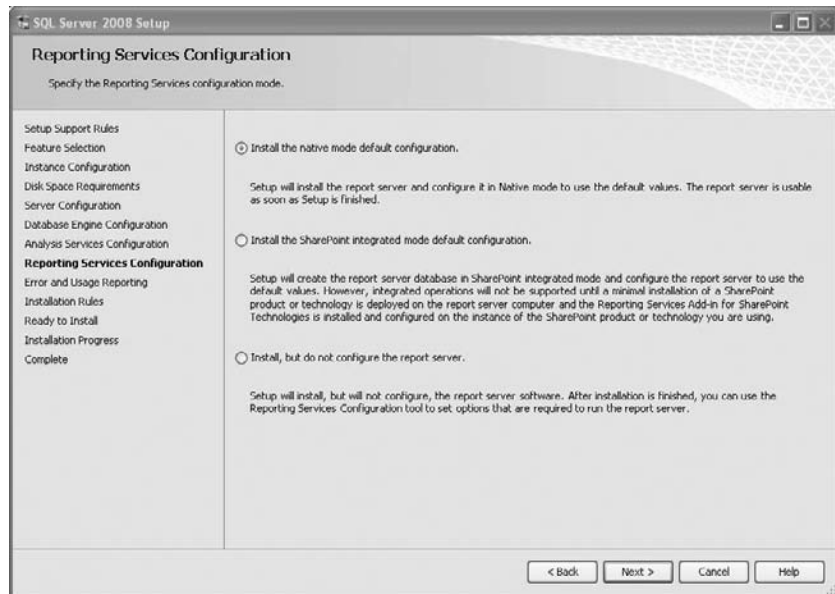 SQL Server 2008 Setup
Reporting Services Configuration
Specify the Reporting Services configuration mode.
Setup Support Rules
Feature Selection
Instance Configuration
Disk Space Requirements
Server Configuration
Database Engine Configuration
Analysis Services Configuration
Reporting Services Configuration
Error and Usage Reporting
Installation Rules
Ready to Install
Installation Progress
Complete
Install the native mode default configuration.
Setup will install the report server and configure it in Native mode to use the default values. The report server is usable
as soon as Setup is finished.
Install the SharePoint integrated mode default configuration.
Setup will create the report server database in SharePoint integrated mode and configure the report server to use the
default values. However, integrated operations will not be supported until a minimal installation of a SharePoint
product or technology is deployed on the report server computer and the Reporting Services Add-in for SharePoint
Technologies is installed and configured on the instance of the SharePoint product or technology you are using.
Install, but do not configure the report server.
Setup will install, but will not configure, the report server software. After installation is finished, you can use the
Reporting Services Configuration tool to set options that are required to run the report server.
< Back Next > Cancel Help